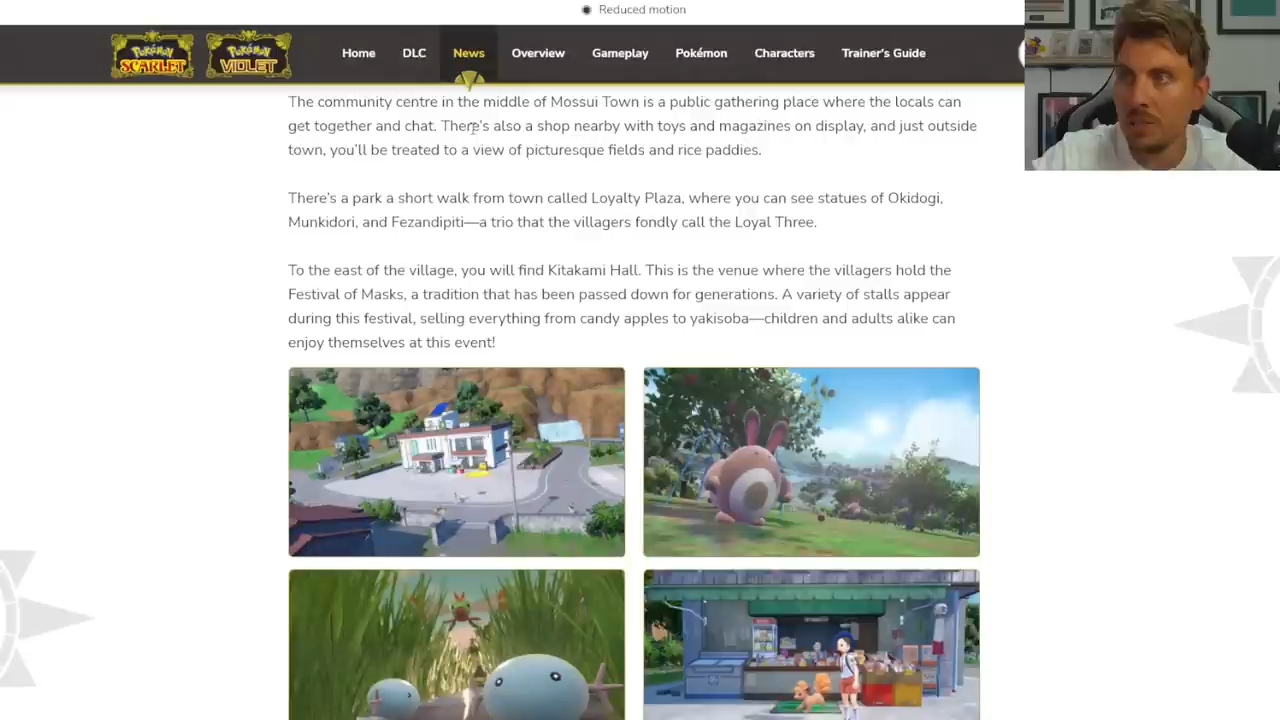 Reduced motion
POKÉMON SCARLET POKÉMON VIOLET Home DLC News Overview Gameplay Pokémon Characters Trainer's Guide
The community centre in the middle of Mossui Town is a public gathering place where the locals can
get together and chat. There's also a shop nearby with toys and magazines on display, and just outside
town, you'll be treated to a view of picturesque fields and rice paddies.
There's a park a short walk from town called Loyalty Plaza, where you can see statues of Okidogi,
Munkidori, and Fezandipiti—a trio that the villagers fondly call the Loyal Three.
To the east of the village, you will find Kitakami Hall. This is the venue where the villagers hold the
Festival of Masks, a tradition that has been passed down for generations. A variety of stalls appear
during this festival, selling everything from candy apples to yakisoba—children and adults alike can
enjoy themselves at this event!